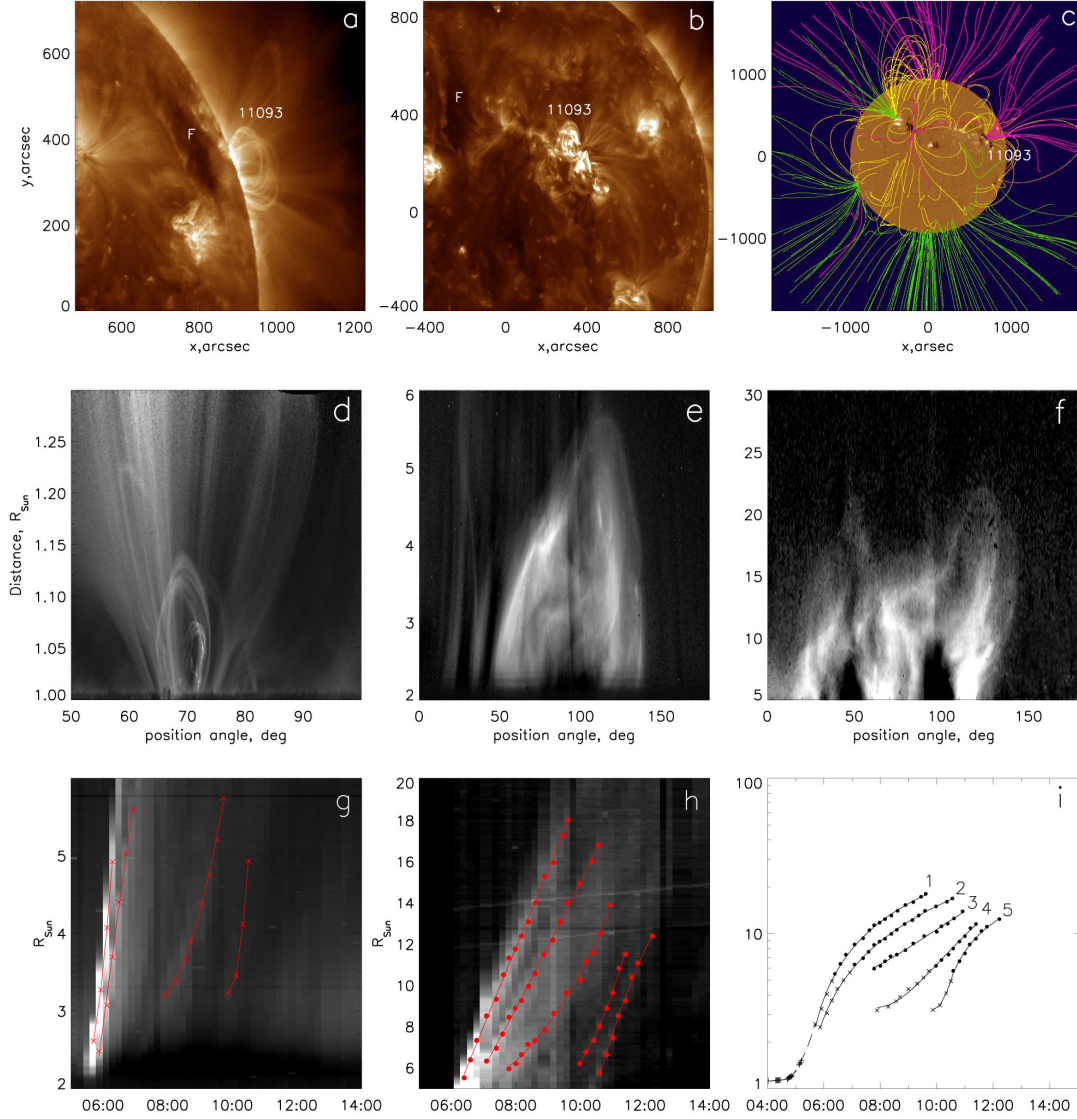 a
600
11093
F
400
y,arcsec
200
0
600 800 1000 1200
x,arcsec
b
800
F
11093
600
400
200
0
−200
−400
−400 0 400 800
x,arcsec
c
1000
11093
0
−1000
−1000 0 1000
x,arsec
d
1.25
1.20
1.15
1.10
1.05
1.00
Distance, R_Sun
50 60 70 80 90
position angle, deg
e
6
5
4
3
2
0 50 100 150
position angle, deg
f
30
25
20
15
10
5
0 50 100 150
position angle, deg
g
5
4
3
2
R_Sun
06:00 08:00 10:00 12:00 14:00
h
20
18
16
14
12
10
8
6
R_Sun
06:00 08:00 10:00 12:00 14:00
i
100
10
1
1
2
3
4
5
04:00 06:00 08:00 10:00 12:00 14:00